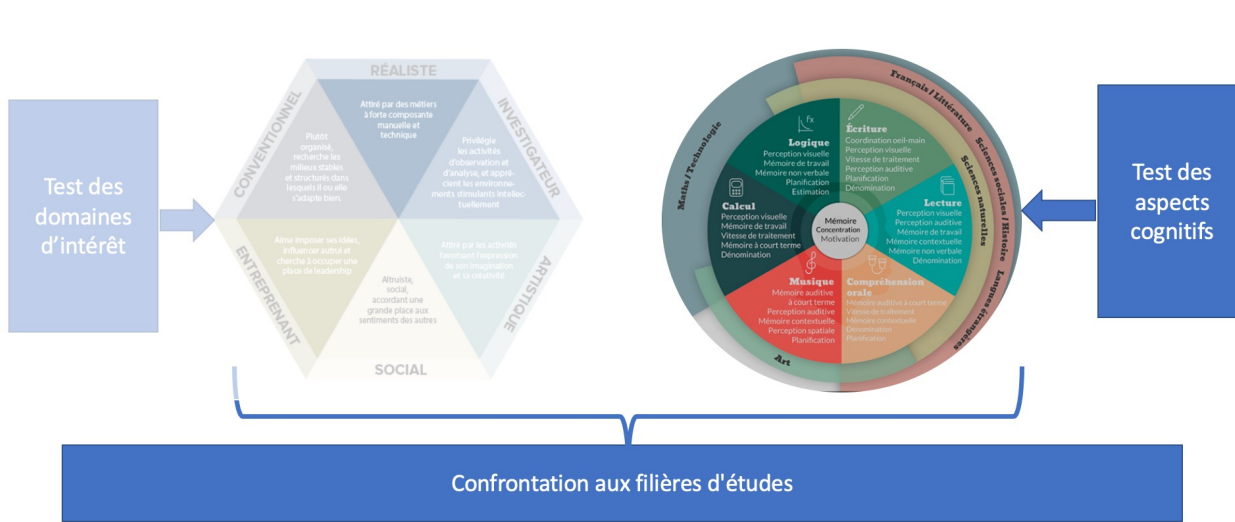 Test des
domaines
d'intérêt
RÉALISTE
Attiré par des métiers
à forte composante
manuelle et
technique
INVESTIGATEUR
Privilégie
les activités
d'observation et
d'analyse, et appré-
cient les environne-
ments stimulants intellec-
tuellement
ARTISTIQUE
Attiré par les activités
favorisant l'expression
de son imagination
et sa créativité
SOCIAL
Altruiste,
social,
accordant une
grande place aux
sentiments des autres
ENTREPRENANT
Aime imposer ses idées,
influencer autrui et
cherche à occuper une
place de leadership.
CONVENTIONNEL
Plutôt
organisé,
recherche les
milieux stables
et structurés dans
lesquels il ou elle
s'adapte biens.
Maths / Technologie
Français / Littérature
Sciences sociales / Histoire
Langues étrangères
Sciences naturelles
Art
fx
Logique
Perception visuelle
Mémoire de travail
Mémoire non verbale
Planification
Estimation
Écriture
Coordination oeil-main
Perception visuelle
Vitesse de traitement
Perception auditive
Planification
Dénomination
Lecture
Perception visuelle
Perception auditive
Mémoire de travail
Mémoire contextuelle
Mémoire non verbale
Dénomination
Compréhension
orale
Mémoire auditive à court terme
Vitesse de traitement
Mémoire contextuelle
Dénomination
Planification
Musique
Mémoire auditive
à court terme
Perception auditive
Mémoire contextuelle
Perception spatiale
Planification
Calcul
Perception visuelle
Mémoire de travail
Vitesse de traitement
Mémoire à court terme
Dénomination
Mémoire
Concentration
Motivation
Test des
aspects
cognitifs
Confrontation aux filières d'études